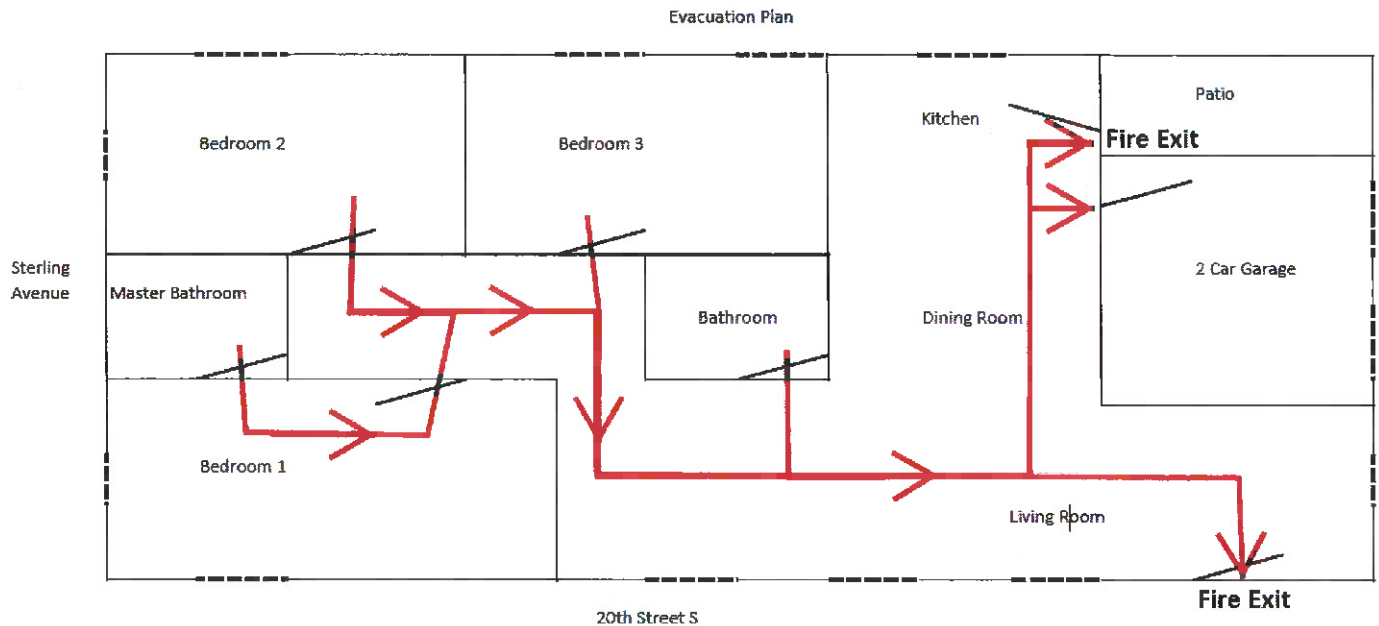 Evacuation Plan
Patio
Kitchen
Fire Exit
Bedroom 2
Bedroom 3
Sterling
Avenue
2 Car Garage
Master Bathroom
Bathroom
Dining Room
Bedroom 1
Living Room
Fire Exit
20th Street S